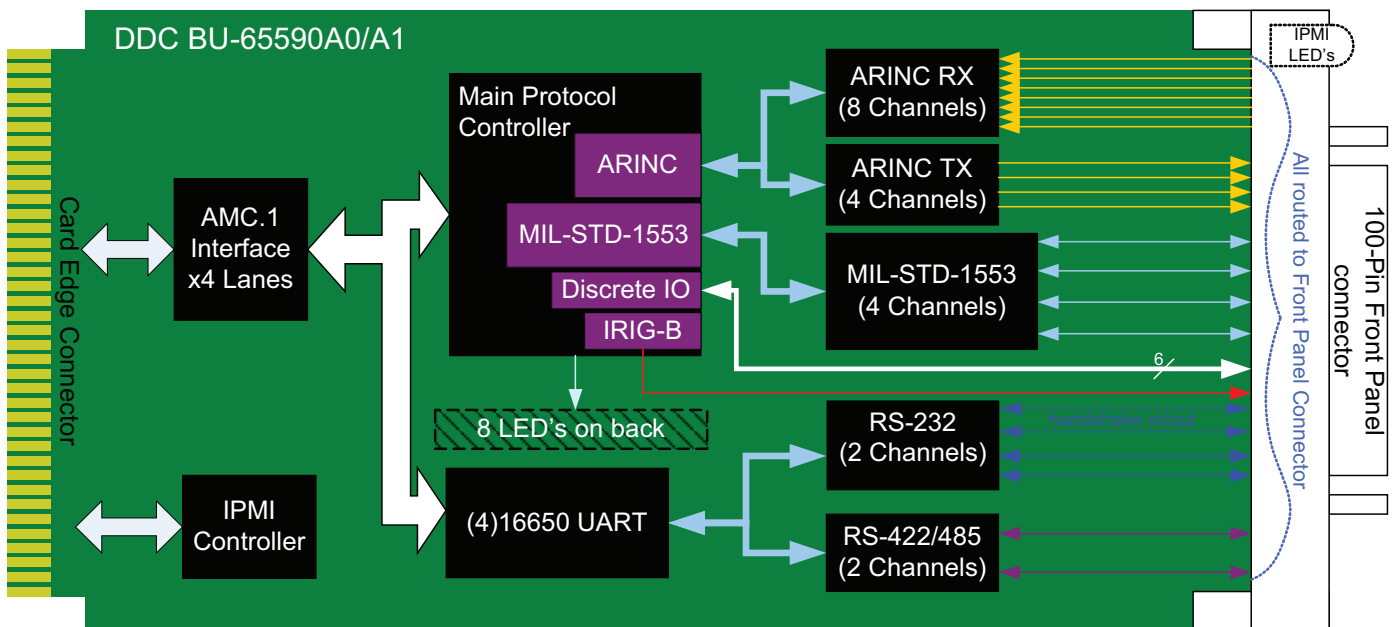 DDC BU-65590A0/A1
IPMI
LED's
Card Edge Connector
AMC.1
Interface
x4 Lanes
IPMI
Controller
Main Protocol
Controller
ARINC
MIL-STD-1553
Discrete IO
IRIG-B
8 LED's on back
(4)16650 UART
ARINC RX
(8 Channels)
ARINC TX
(4 Channels)
MIL-STD-1553
(4 Channels)
6
RS-232
(2 Channels)
handshake in/out
RS-422/485
(2 Channels)
All routed to Front Panel Connector
100-Pin Front Panel
connector